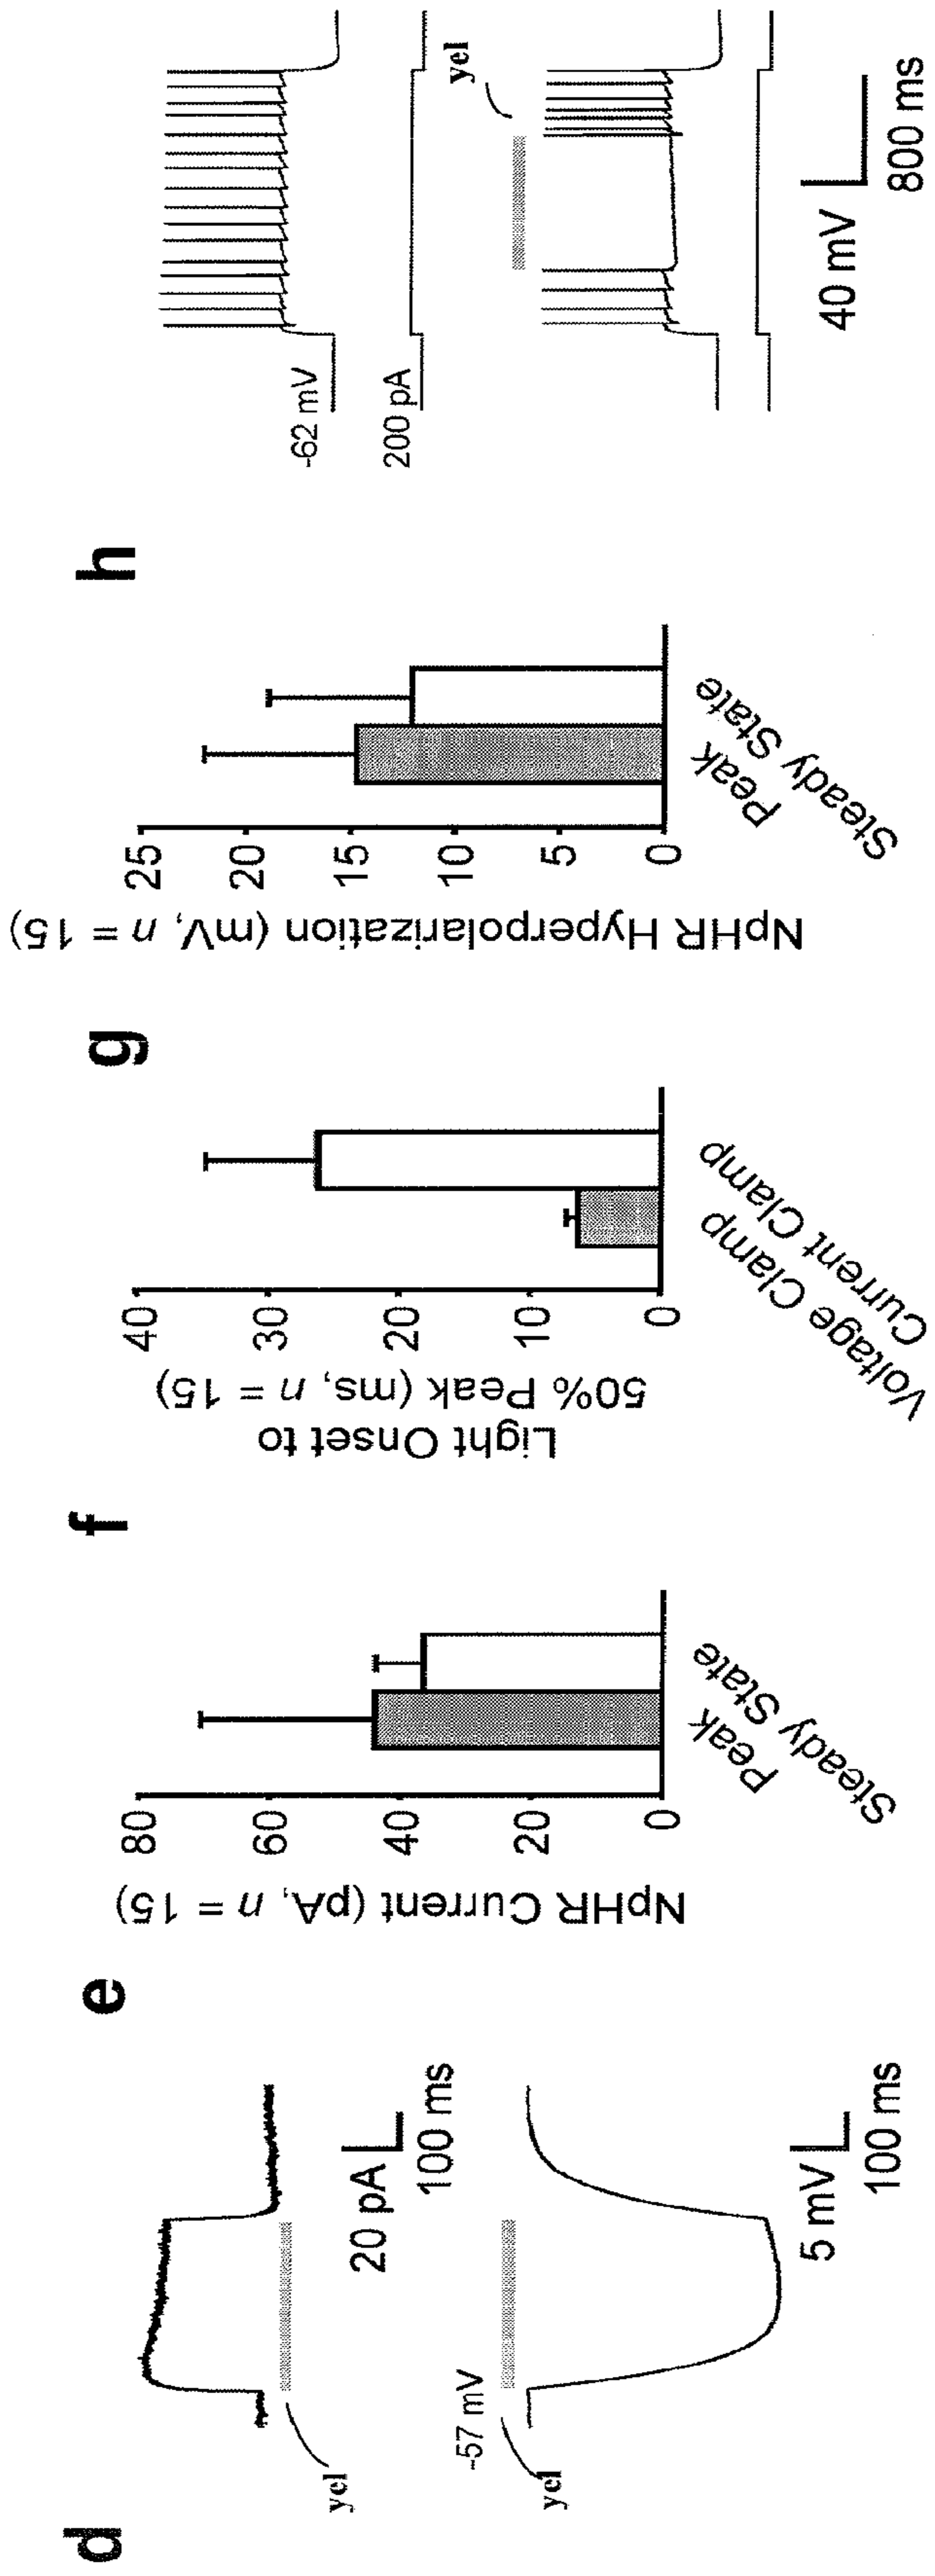 d
yel
20 pA
100 ms
-57 mV
yel
5 mV
100 ms
e
NpHR Current (pA, n = 15)
80
60
40
20
0
Peak
Steady State
f
Light Onset to
50% Peak (ms, n = 15)
40
30
20
10
0
Voltage Clamp
Current Clamp
g
NpHR Hyperpolarization (mV, n = 15)
25
20
15
10
5
0
Peak
Steady State
h
-62 mV
200 pA
yel
40 mV
800 ms